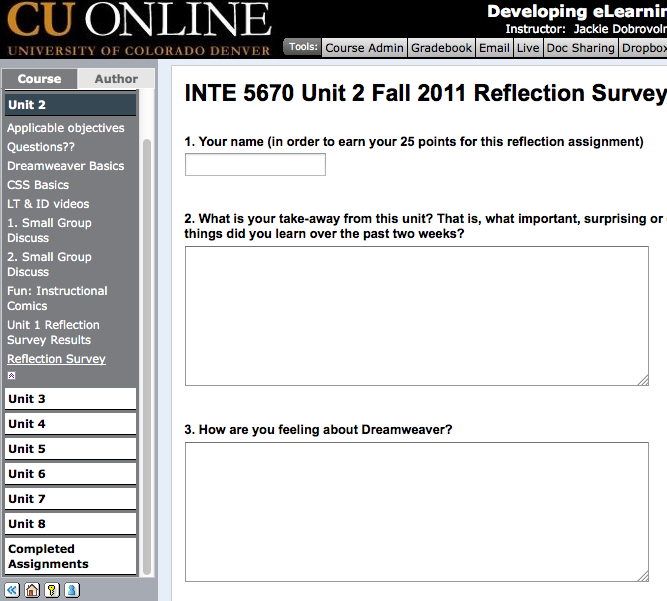 CU ONLINE
UNIVERSITY OF COLORADO DENVER
Developing eLearnin
Instructor: Jackie Dobrovoln
Tools: Course Admin Gradebook Email Live Doc Sharing Dropbox
Course Author
Unit 2
Applicable objectives
Questions??
Dreamweaver Basics
CSS Basics
LT & ID videos
1. Small Group
Discuss
2. Small Group
Discuss
Fun: Instructional
Comics
Unit 1 Reflection
Survey Results
Reflection Survey
Unit 3
Unit 4
Unit 5
Unit 6
Unit 7
Unit 8
Completed
Assignments
INTE 5670 Unit 2 Fall 2011 Reflection Survey
1. Your name (in order to earn your 25 points for this reflection assignment)
2. What is your take-away from this unit? That is, what important, surprising or
things did you learn over the past two weeks?
3. How are you feeling about Dreamweaver?